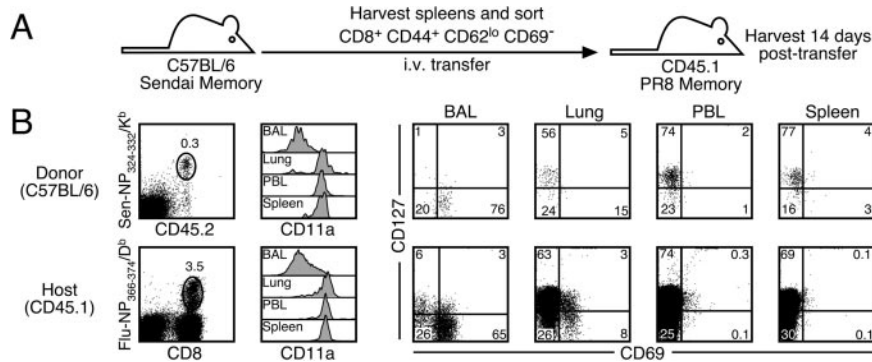 A
C57BL/6
Sendai Memory
Harvest spleens and sort
CD8+ CD44+ CD62lo CD69-
i.v. transfer
CD45.1
PR8 Memory
Harvest 14 days
post-transfer
B
Donor
(C57BL/6)
Sen-NP324-332/Kb
0.3
CD45.2
BAL
Lung
PBL
Spleen
CD11a
Host
(CD45.1)
Flu-NP366-374/Db
3.5
CD8
BAL
Lung
PBL
Spleen
CD11a
BAL Lung PBL Spleen
CD127
1 3 56 5 74 2 77 4
20 76 24 15 23 1 16 3
6 3 63 3 74 0.3 69 0.1
26 65 26 8 25 0.1 30 0.1
CD69